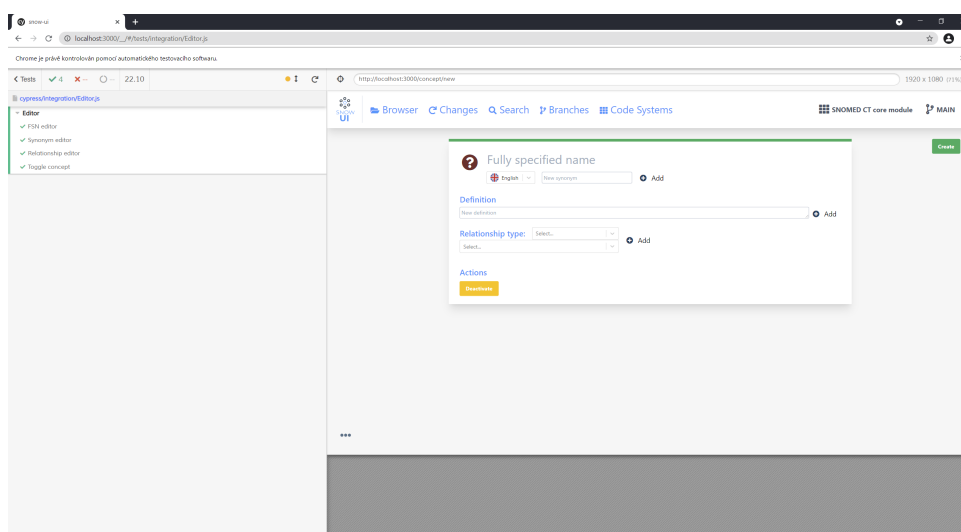 cy snow-ui × +
localhost:3000/__/#/tests/integration/Editor.js
Chrome je právě kontrolován pomocí automatického testovacího softwaru.
Tests 4 -- -- 22.10 http://localhost:3000/concept/new 1920 x 1080 (71%
cypress/integration/Editor.js
Editor
FSN editor
Synonym editor
Relationship editor
Toggle concept
SNOW
UI
Browser Changes Search Branches Code Systems SNOMED CT core module MAIN
Create
Fully specified name
English New synonym Add
Definition
New definition Add
Relationship type: Select...
Select... Add
Actions
Deactivate